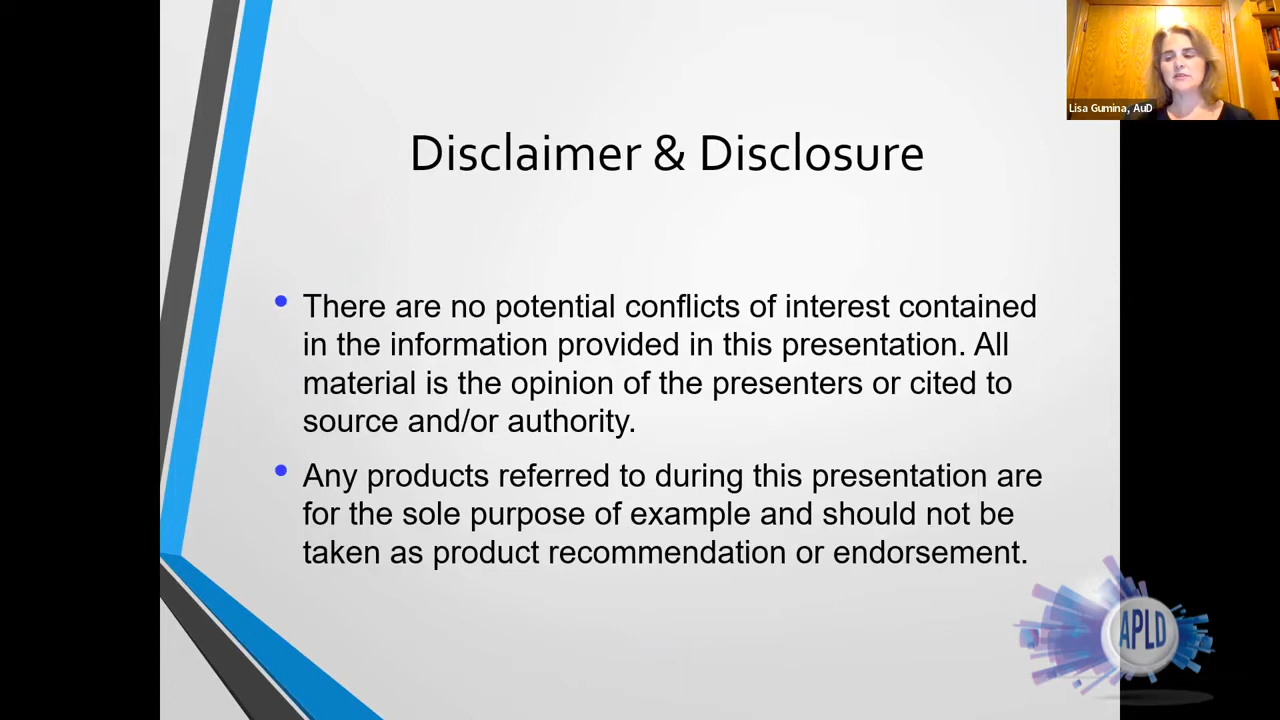 Lisa Gumina, AuD
Disclaimer & Disclosure
• There are no potential conflicts of interest contained
in the information provided in this presentation. All
material is the opinion of the presenters or cited to
source and/or authority.
• Any products referred to during this presentation are
for the sole purpose of example and should not be
taken as product recommendation or endorsement.
APLD